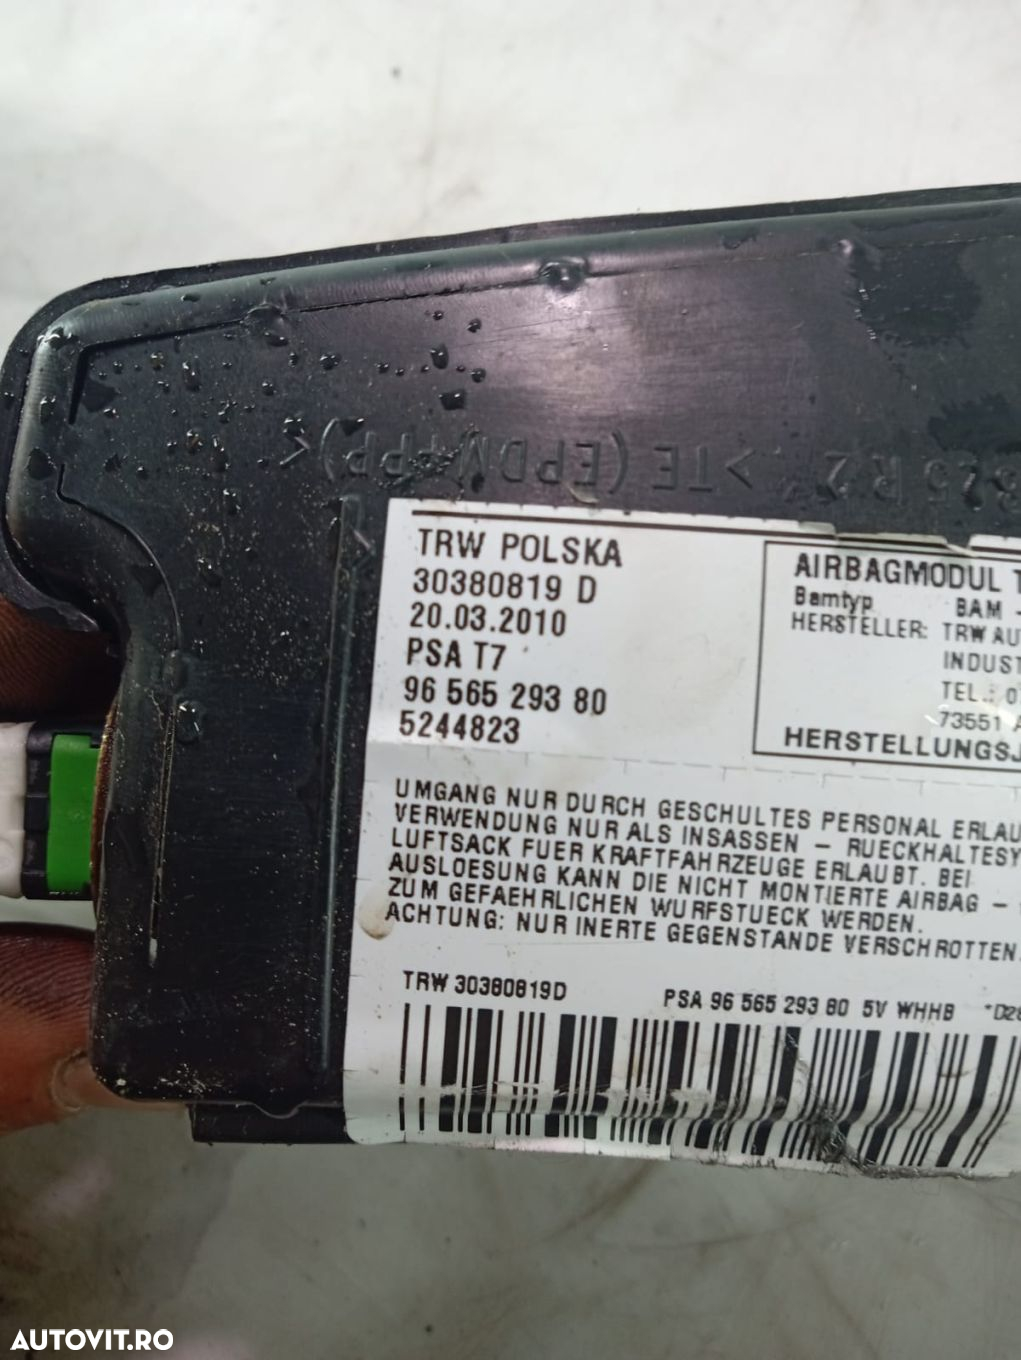 >TE(EPDM+PP)<
TRW POLSKA
30380819 D
20.03.2010
PSA T7
96 565 293 80
5244823
AIRBAGMODUL
Bamtyp BAM -
HERSTELLER: TRW
TEL.:
73551
UMGANG NUR DURCH GESCHULTES PERSONAL
VERWENDUNG NUR ALS INSASSEN -
LUFTSACK FUER KRAFTFAHRZEUGE ERLAUBT. BEI
AUSLOESUNG KANN DIE NICHT MONTIERTE AIRBAG -
ZUM GEFAEHRLICHEN WURFSTUECK WERDEN.
ACHTUNG: NUR INERTE GEGENSTANDE VERSCHROTTEN.
TRW 30380819D
PSA 96 565 293 80 5V WHHB
AUTOVIT.RO